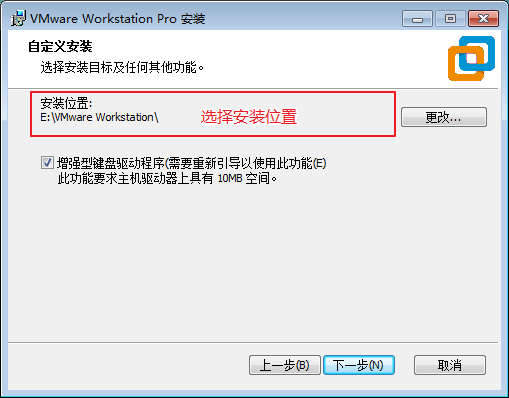 VMware Workstation Pro 安装
自定义安装
选择安装目标及任何其他功能。
安装位置:
E:\VMware Workstation\
选择安装位置
更改...
增强型键盘驱动程序(需要重新引导以使用此功能(E)
此功能要求主机驱动器上具有 10MB 空间。
上一步(B)
下一步(N)
取消